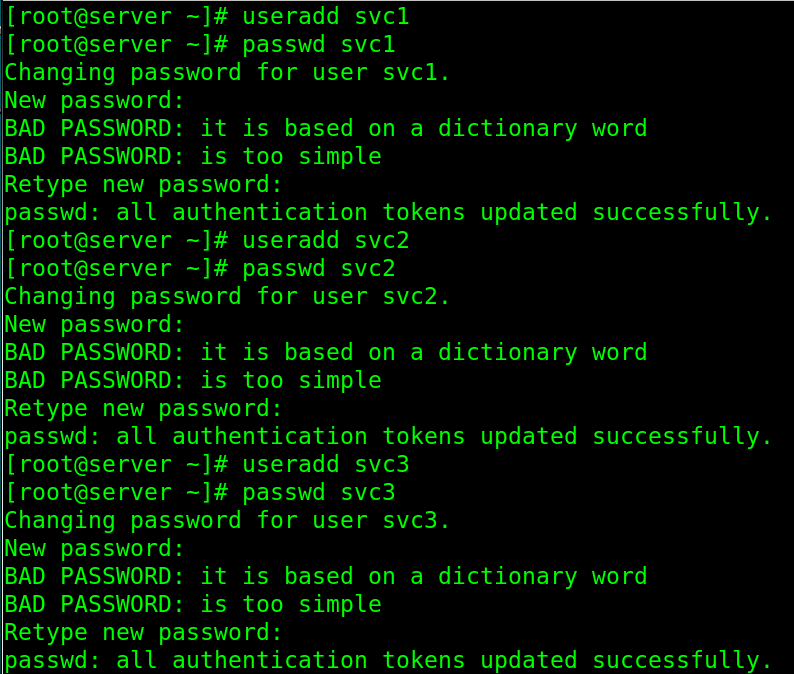 [root@server ~]# useradd svc1
[root@server ~]# passwd svc1
Changing password for user svc1.
New password:
BAD PASSWORD: it is based on a dictionary word
BAD PASSWORD: is too simple
Retype new password:
passwd: all authentication tokens updated successfully.
[root@server ~]# useradd svc2
[root@server ~]# passwd svc2
Changing password for user svc2.
New password:
BAD PASSWORD: it is based on a dictionary word
BAD PASSWORD: is too simple
Retype new password:
passwd: all authentication tokens updated successfully.
[root@server ~]# useradd svc3
[root@server ~]# passwd svc3
Changing password for user svc3.
New password:
BAD PASSWORD: it is based on a dictionary word
BAD PASSWORD: is too simple
Retype new password:
passwd: all authentication tokens updated successfully.